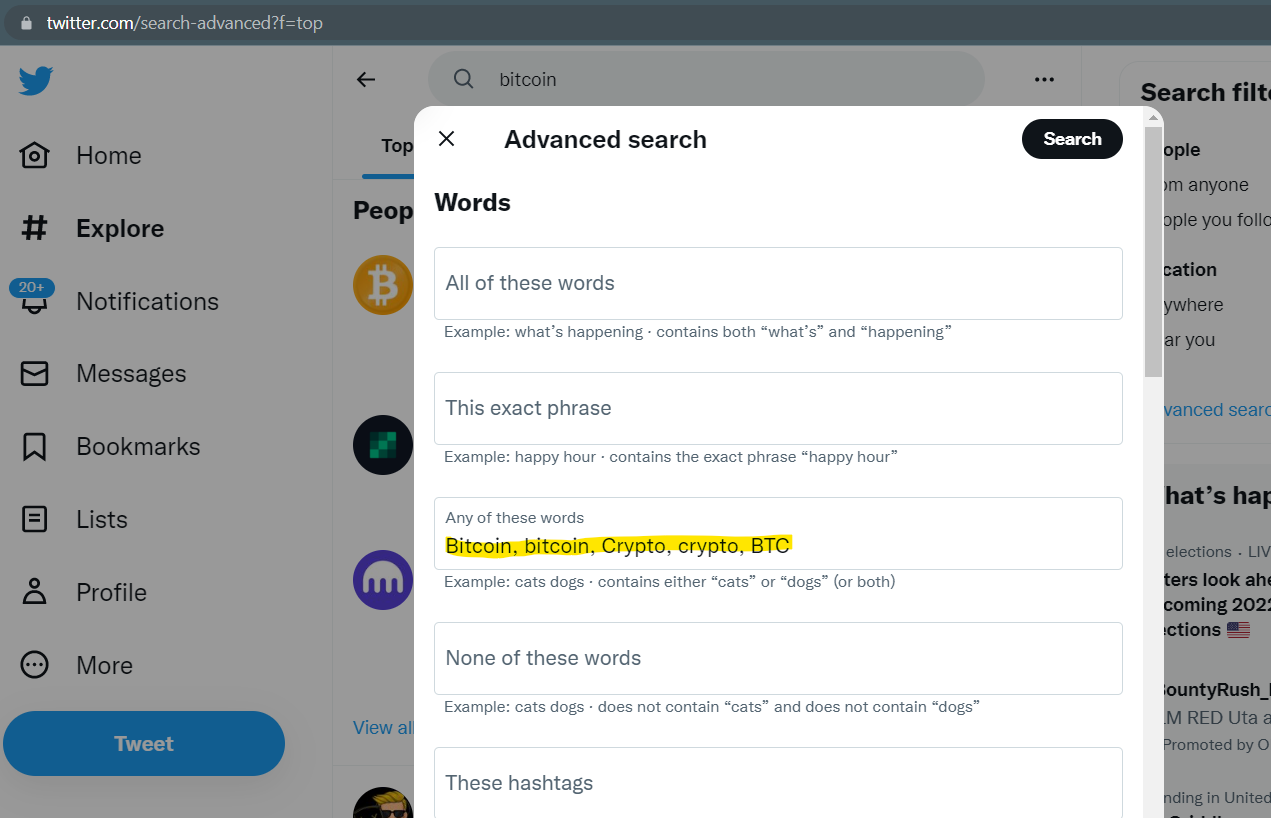 twitter.com/search-advanced?f=top
bitcoin
Home
Explore
20+
Notifications
Messages
Bookmarks
Lists
Profile
More
Tweet
Top
Peop
View all
Advanced search
Search
Words
All of these words
Example: what’s happening · contains both “what’s” and “happening”
This exact phrase
Example: happy hour · contains the exact phrase “happy hour”
Any of these words
Bitcoin, bitcoin, Crypto, crypto, BTC
Example: cats dogs · contains either “cats” or “dogs” (or both)
None of these words
Example: cats dogs · does not contain “cats” and does not contain “dogs”
These hashtags
Search filte
ople
om anyone
ople you follo
cation
ywhere
ar you
vanced searc
hat’s hap
elections · LIV
ters look ahe
coming 2022
ections
BountyRush_
LM RED Uta a
Promoted by O
nding in United